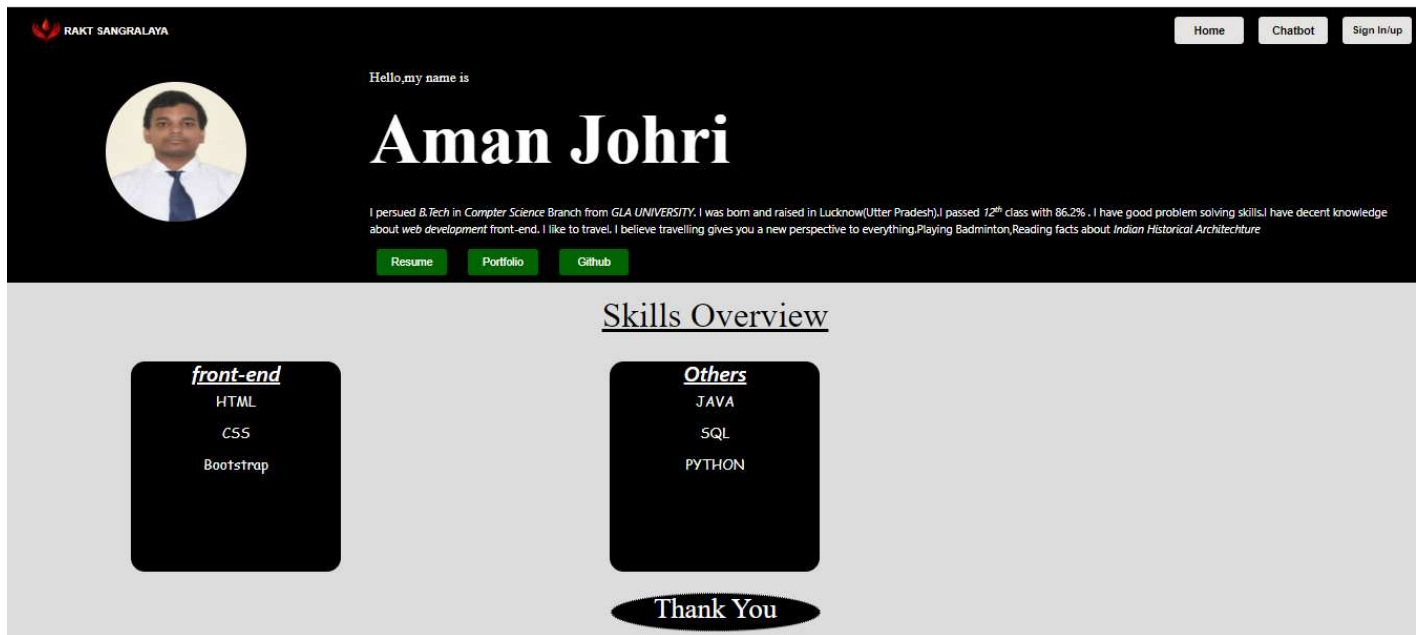 RAKT SANGRALAYA
Home
Chatbot
Sign In/up
Hello,my name is
Aman Johri
I persued B.Tech in Compter Science Branch from GLA UNIVERSITY. I was born and raised in Lucknow(Utter Pradesh).I passed 12th class with 86.2% . I have good problem solving skills.I have decent knowledge
about web development front-end. I like to travel. I believe travelling gives you a new perspective to everything.Playing Badminton,Reading facts about Indian Historical Architechture
Resume
Portfolio
Github
Skills Overview
front-end
HTML
CSS
Bootstrap
Others
JAVA
SQL
PYTHON
Thank You